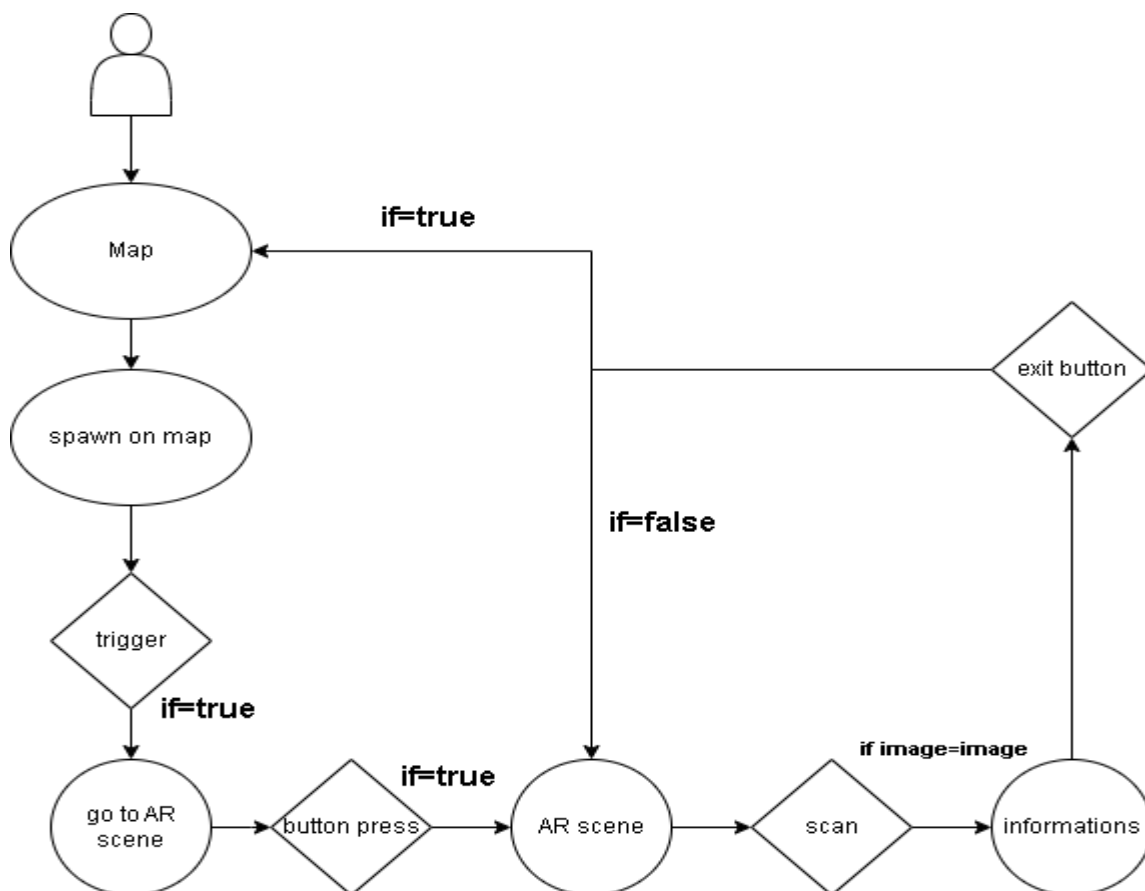 if=true
Map
exit button
spawn on map
if=false
trigger
if=true
if image=image
if=true
go to AR
scene
button press
AR scene
scan
informations